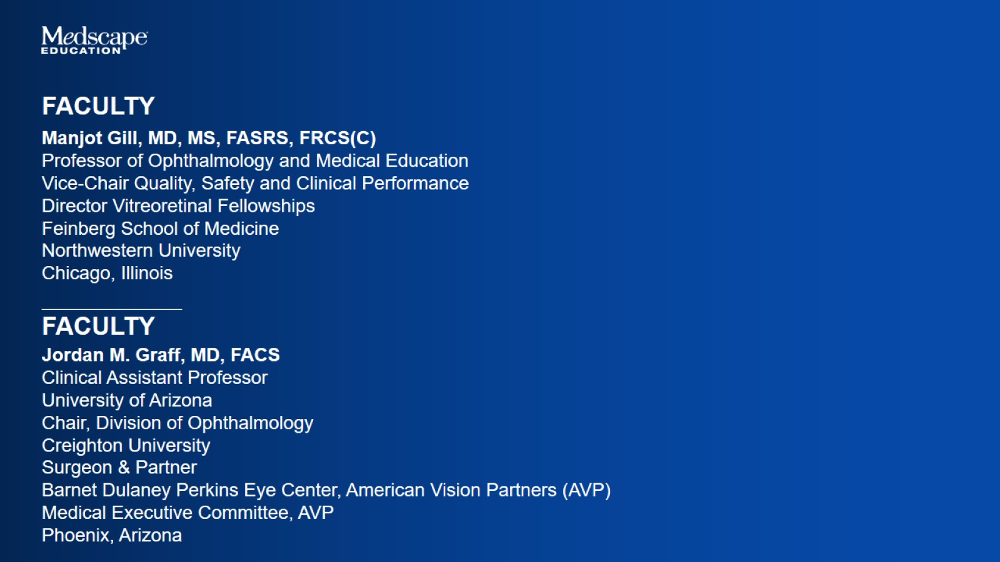 Medscape
EDUCATION
FACULTY
Manjot Gill, MD, MS, FASRS, FRCS(C)
Professor of Ophthalmology and Medical Education
Vice-Chair Quality, Safety and Clinical Performance
Director Vitreoretinal Fellowships
Feinberg School of Medicine
Northwestern University
Chicago, Illinois
FACULTY
Jordan M. Graff, MD, FACS
Clinical Assistant Professor
University of Arizona
Chair, Division of Ophthalmology
Creighton University
Surgeon & Partner
Barnet Dulaney Perkins Eye Center, American Vision Partners (AVP)
Medical Executive Committee, AVP
Phoenix, Arizona